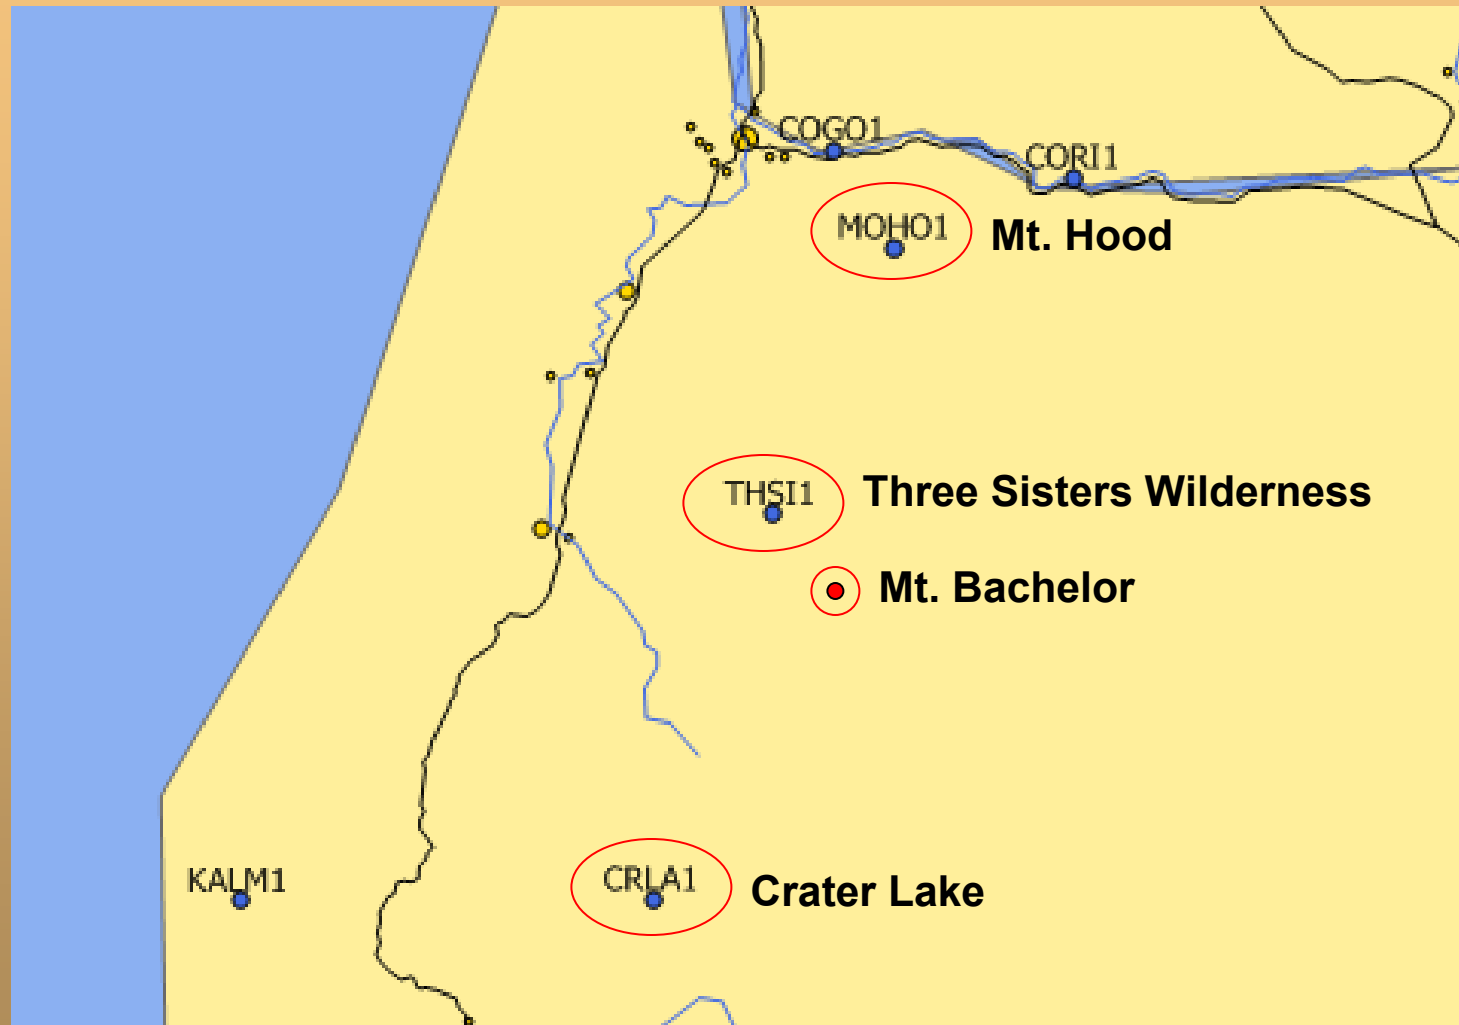 COGO1
CORI1
MOHO1
Mt. Hood
THSI1
Three Sisters Wilderness
Mt. Bachelor
KALM1
CRLA1
Crater Lake